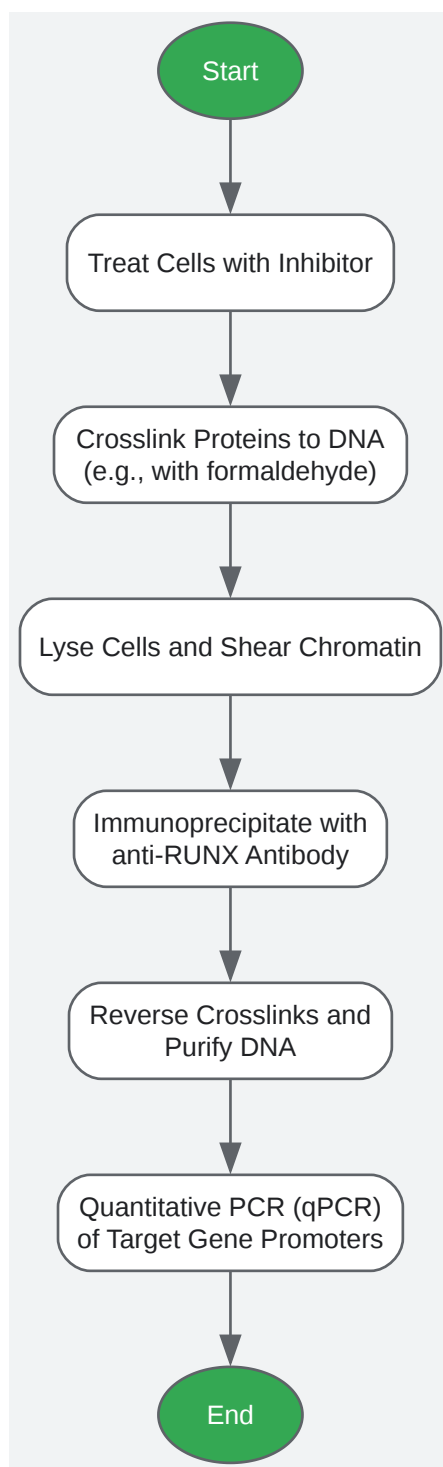 Start
Treat Cells with Inhibitor
Crosslink Proteins to DNA
(e.g., with formaldehyde)
Lyse Cells and Shear Chromatin
Immunoprecipitate with
anti-RUNX Antibody
Reverse Crosslinks and
Purify DNA
Quantitative PCR (qPCR)
of Target Gene Promoters
End